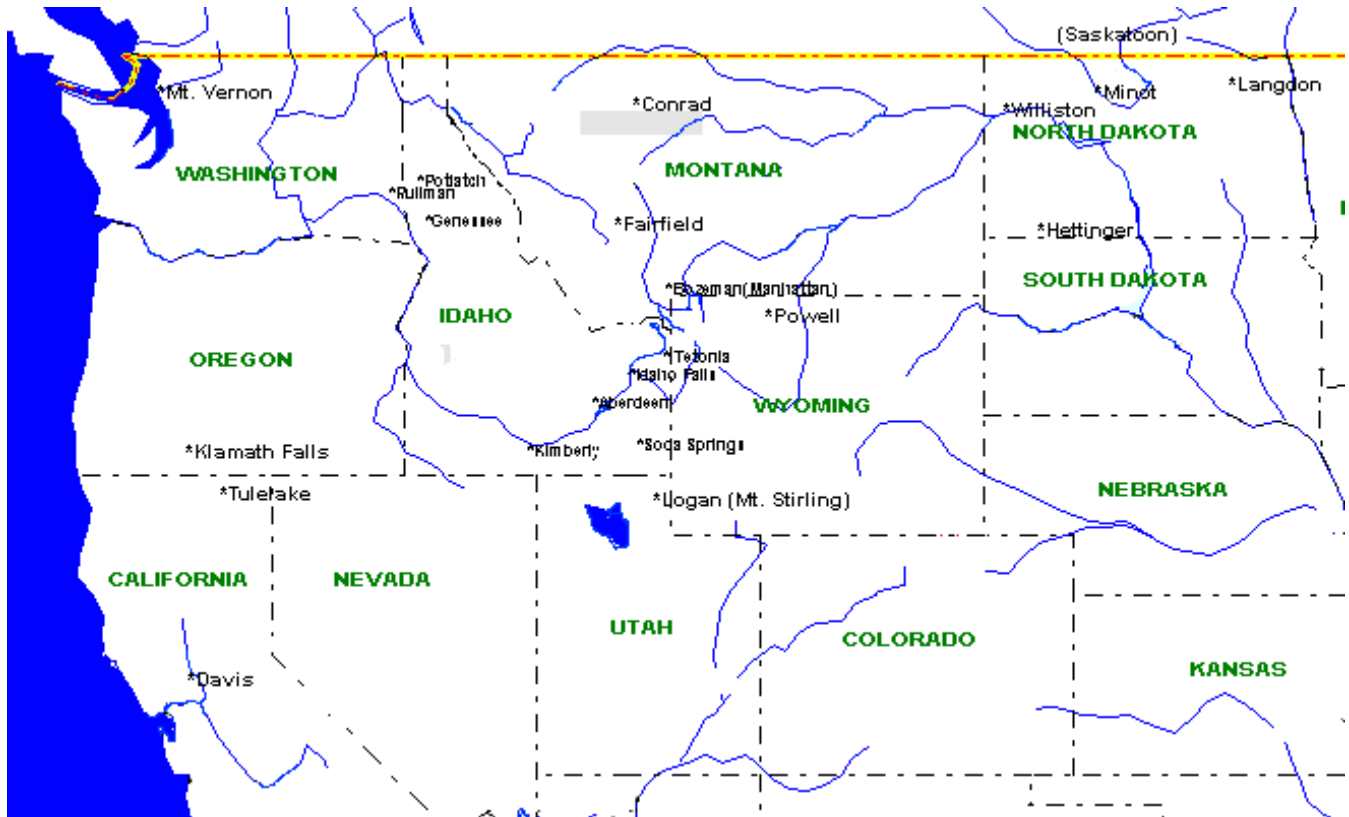 (Saskatoon)
*Mt. Vernon
*Conrad
*Williston
*Minot
*Langdon
NORTH DAKOTA
WASHINGTON
*Potlatch
*Pullman
MONTANA
*Genessee
*Fairfield
*Hettinger
SOUTH DAKOTA
*Bozeman(Manhattan)
IDAHO
*Powell
OREGON
*Tetonia
*Idaho Falls
*Aberdeen
WYOMING
*Klamath Falls
*Kimberly
*Soda Springs
*Tulelake
*Logan (Mt. Stirling)
NEBRASKA
CALIFORNIA
NEVADA
UTAH
COLORADO
*Davis
KANSAS